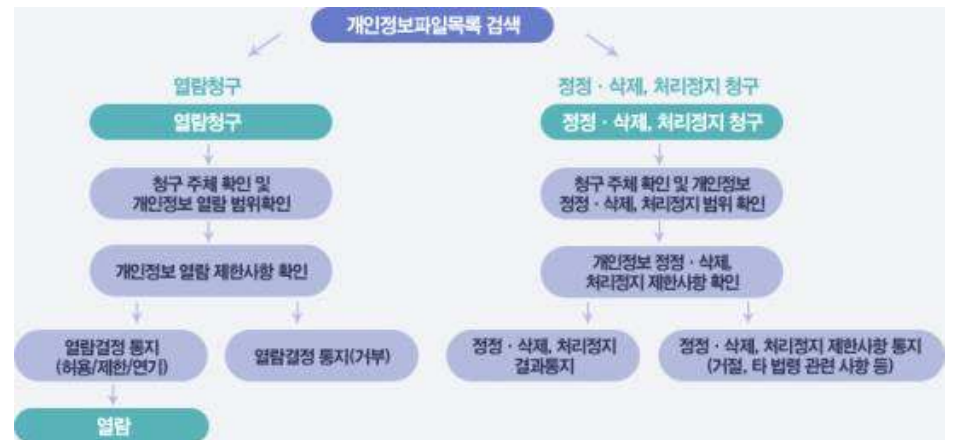 개인정보파일목록 검색
열람청구
열람청구
청구 주체 확인 및
개인정보 열람 범위확인
개인정보 열람 제한사항 확인
열람결정 통지
(허용/제한/연기)
열람결정 통지(거부)
열람
정정 · 삭제, 처리정지 청구
정정 · 삭제, 처리정지 청구
청구 주체 확인 및 개인정보
정정 · 삭제, 처리정지 범위 확인
개인정보 정정 · 삭제,
처리정지 제한사항 확인
정정 · 삭제, 처리정지
결과통지
정정 · 삭제, 처리정지 제한사항 통지
(거절, 타 법령 관련 사항 등)